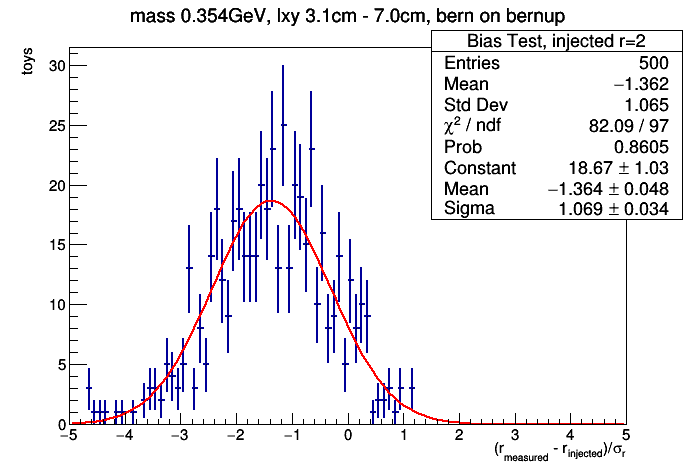 mass 0.354GeV, lxy 3.1cm - 7.0cm, bern on bernup
Bias Test, injected r=2
Entries 500
Mean −1.362
Std Dev 1.065
χ² / ndf 82.09 / 97
Prob 0.8605
Constant 18.67 ± 1.03
Mean −1.364 ± 0.048
Sigma 1.069 ± 0.034
toys
30
25
20
15
10
5
0
−5 −4 −3 −2 −1 0 1 2 3 4 5
(r_measured - r_injected)/σ_r